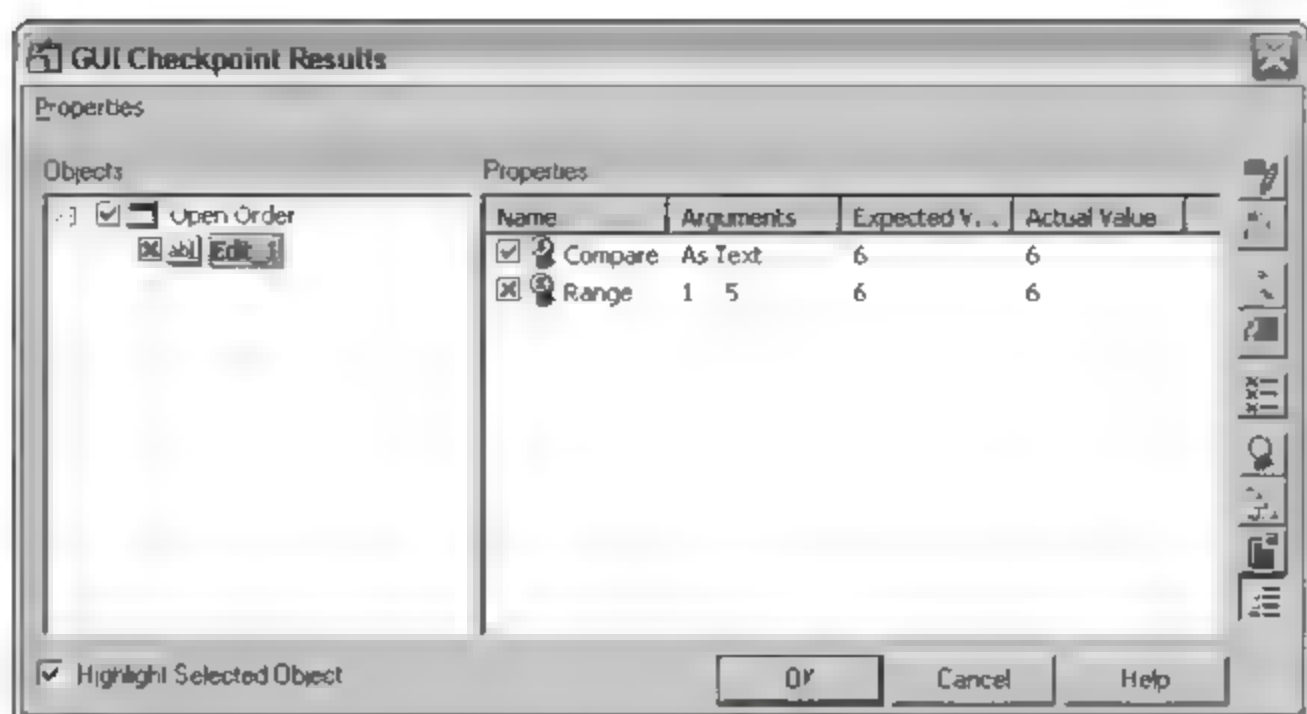 GUI Checkpoint Results
Properties
Objects
Properties
Open Order
abl Edit_1
Name Arguments Expected V... Actual Value
Compare As Text 6 6
Range 1 5 6 6
Highlight Selected Object
OK Cancel Help